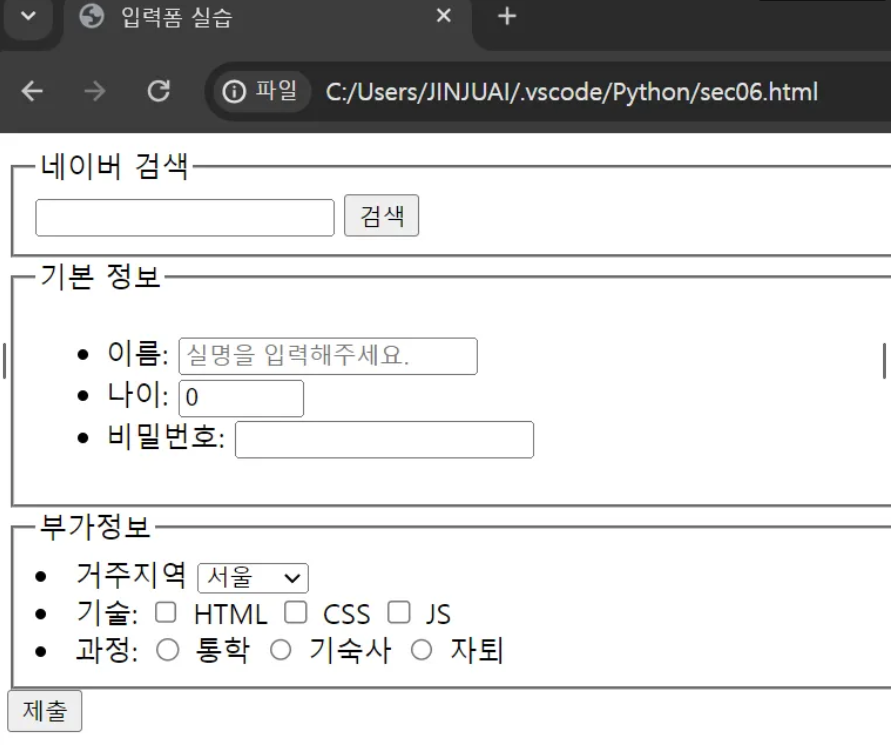 입력폼 실습
파일 C:/Users/JINJUAI/.vscode/Python/sec06.html
네이버 검색
검색
기본 정보
이름: 실명을 입력해주세요.
나이: 0
비밀번호:
부가정보
거주지역 서울
기술: HTML CSS JS
과정: 통학 기숙사 자퇴
제출